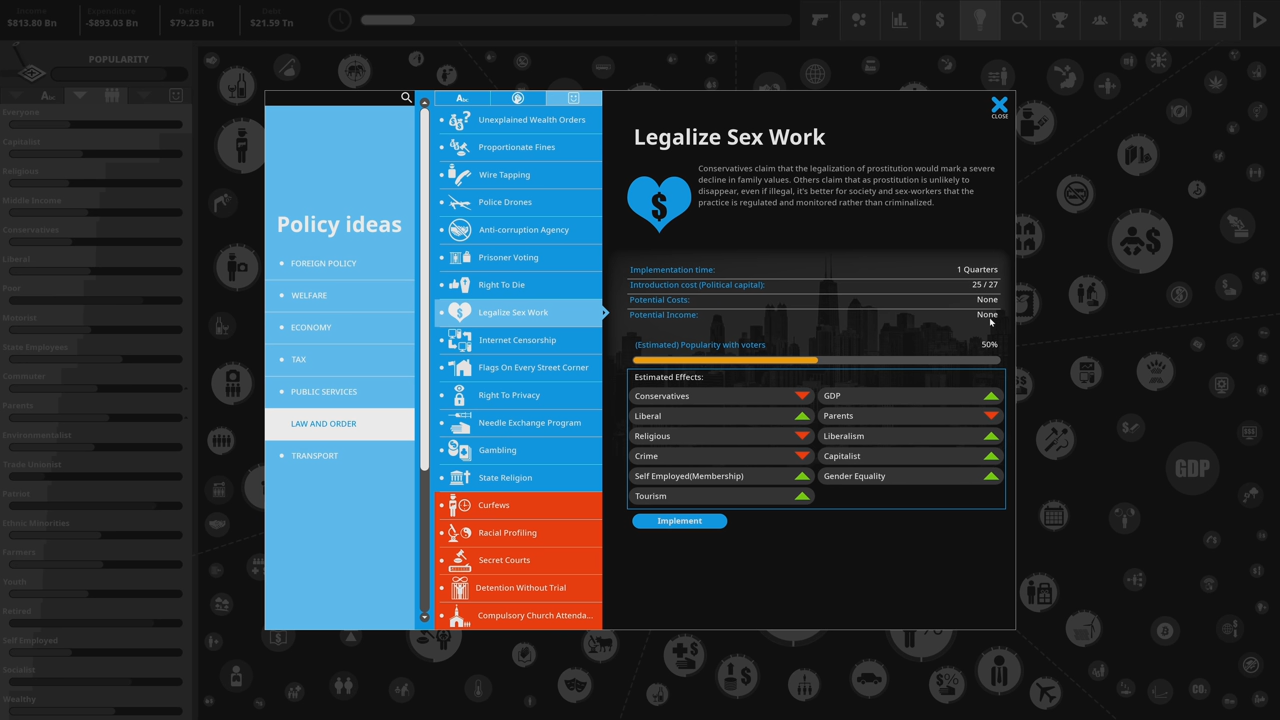 Income
Expenditure
Deficit
Debt
$813.80 Bn
-$893.03 Bn
$79.23 Bn
$21.59 Tn
POPULARITY
Abc
Everyone
Capitalist
Religious
Middle Income
Conservatives
Liberal
Poor
Motorist
State Employees
Commuter
Parents
Environmentalist
Trade Unionist
Patriot
Ethnic Minorities
Farmers
Youth
Retired
Self Employed
Socialist
Wealthy
Policy ideas
FOREIGN POLICY
WELFARE
ECONOMY
TAX
PUBLIC SERVICES
LAW AND ORDER
TRANSPORT
Abc
Unexplained Wealth Orders
Proportionate Fines
Wire Tapping
Police Drones
Anti-corruption Agency
Prisoner Voting
Right To Die
Legalize Sex Work
Internet Censorship
Flags On Every Street Corner
Right To Privacy
Needle Exchange Program
Gambling
State Religion
Curfews
Racial Profiling
Secret Courts
Detention Without Trial
Compulsory Church Attenda...
CLOSE
Legalize Sex Work
Conservatives claim that the legalization of prostitution would mark a severe
decline in family values. Others claim that as prostitution is unlikely to
disappear, even if illegal, it's better for society and sex-workers that the
practice is regulated and monitored rather than criminalized.
Implementation time: 1 Quarters
Introduction cost (Political capital): 25 / 27
Potential Costs: None
Potential Income: None
(Estimated) Popularity with voters 50%
Estimated Effects:
Conservatives GDP
Liberal Parents
Religious Liberalism
Crime Capitalist
Self Employed(Membership) Gender Equality
Tourism
Implement
GDP